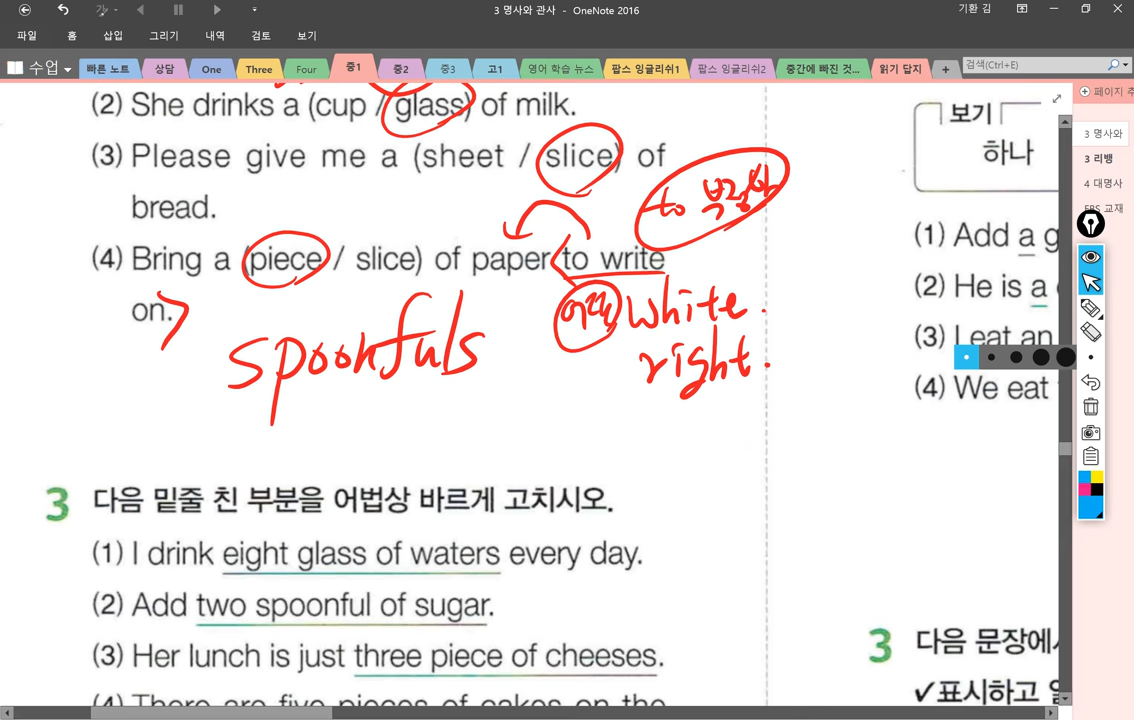 3 명사와 관사 - OneNote 2016
기환 김
파일 홈 삽입 그리기 내역 검토 보기
수업 빠른 노트 상담 One Three Four 중1 중2 중3 고1 영어 학습 뉴스 팝스 잉글리쉬1 팝스 잉글리쉬2 중간에 빠진 것... 읽기 답지 + 검색(Ctrl+E)
(2) She drinks a (cup / glass) of milk.
(3) Please give me a (sheet / slice) of
bread.
to
(4) Bring a (piece / slice) of paper to write
on.
white.
right.
spoonfuls
3 다음 밑줄 친 부분을 어법상 바르게 고치시오.
(1) I drink eight glass of waters every day.
(2) Add two spoonful of sugar.
(3) Her lunch is just three piece of cheeses.
(4) There are five pieces of cakes on the
보기
하나
(1) Add a g
(2) He is a
(3) I eat an
(4) We eat
3 다음 문장에서
✓표시하고
페이지 추
3 명사와
3 리뱅
4 대명사
EBS 교재